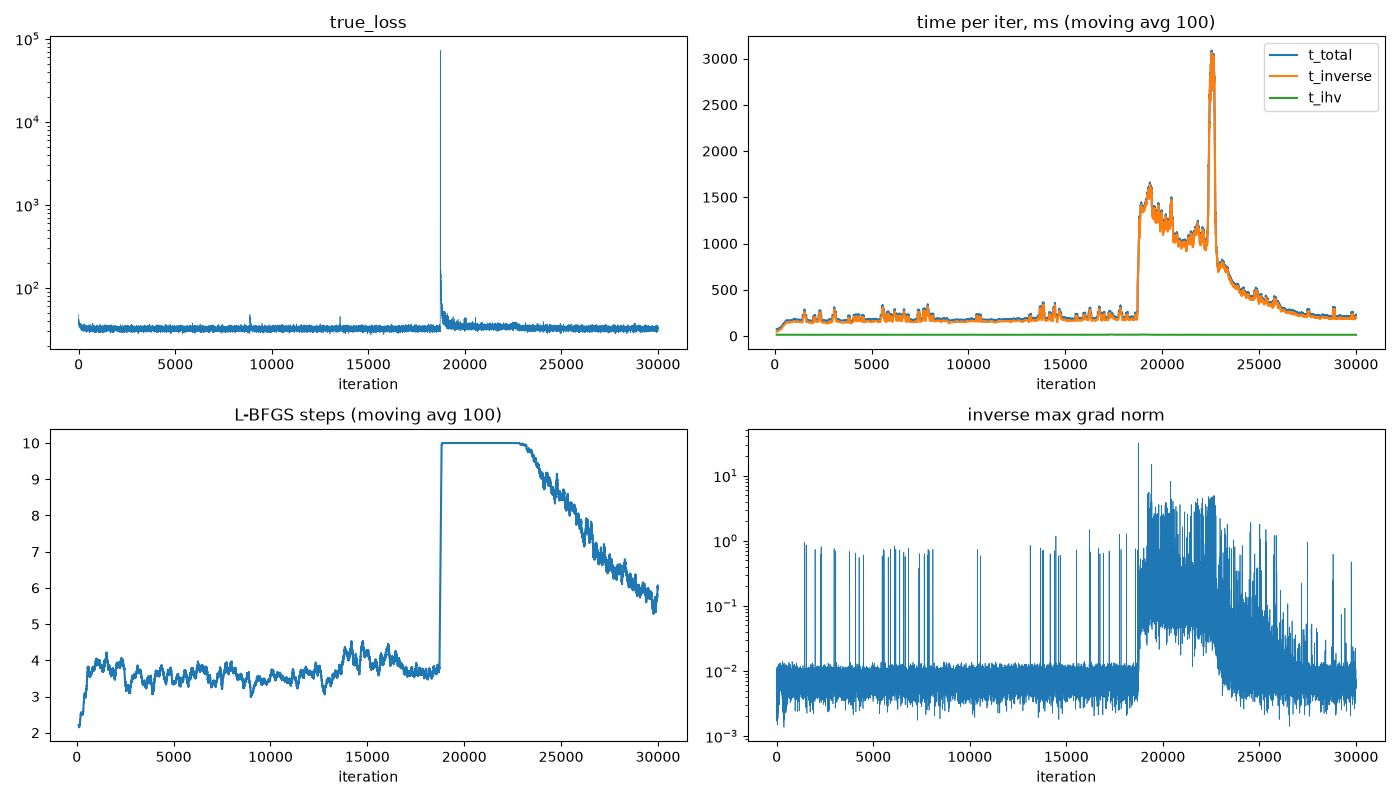 true_loss
10^5
10^4
10^3
10^2
0 5000 10000 15000 20000 25000 30000
iteration
time per iter, ms (moving avg 100)
t_total
t_inverse
t_ihv
3000
2500
2000
1500
1000
500
0
0 5000 10000 15000 20000 25000 30000
iteration
L-BFGS steps (moving avg 100)
10
9
8
7
6
5
4
3
2
0 5000 10000 15000 20000 25000 30000
iteration
inverse max grad norm
10^1
10^0
10^-1
10^-2
10^-3
0 5000 10000 15000 20000 25000 30000
iteration